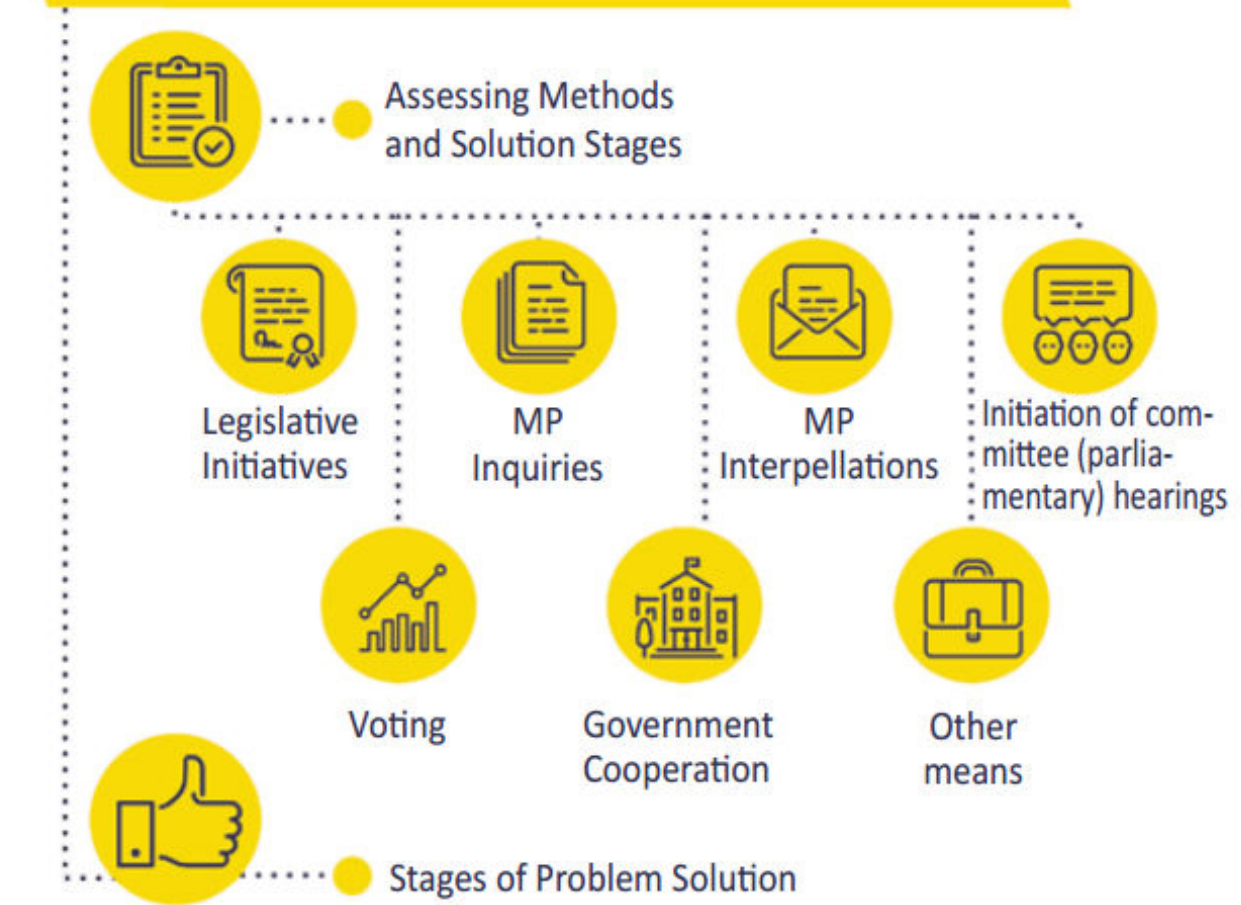 Assessing Methods
and Solution Stages
Legislative
Initiatives
MP
Inquiries
MP
Interpellations
Initiation of com-
mittee (parlia-
mentary) hearings
Voting
Government
Cooperation
Other
means
Stages of Problem Solution